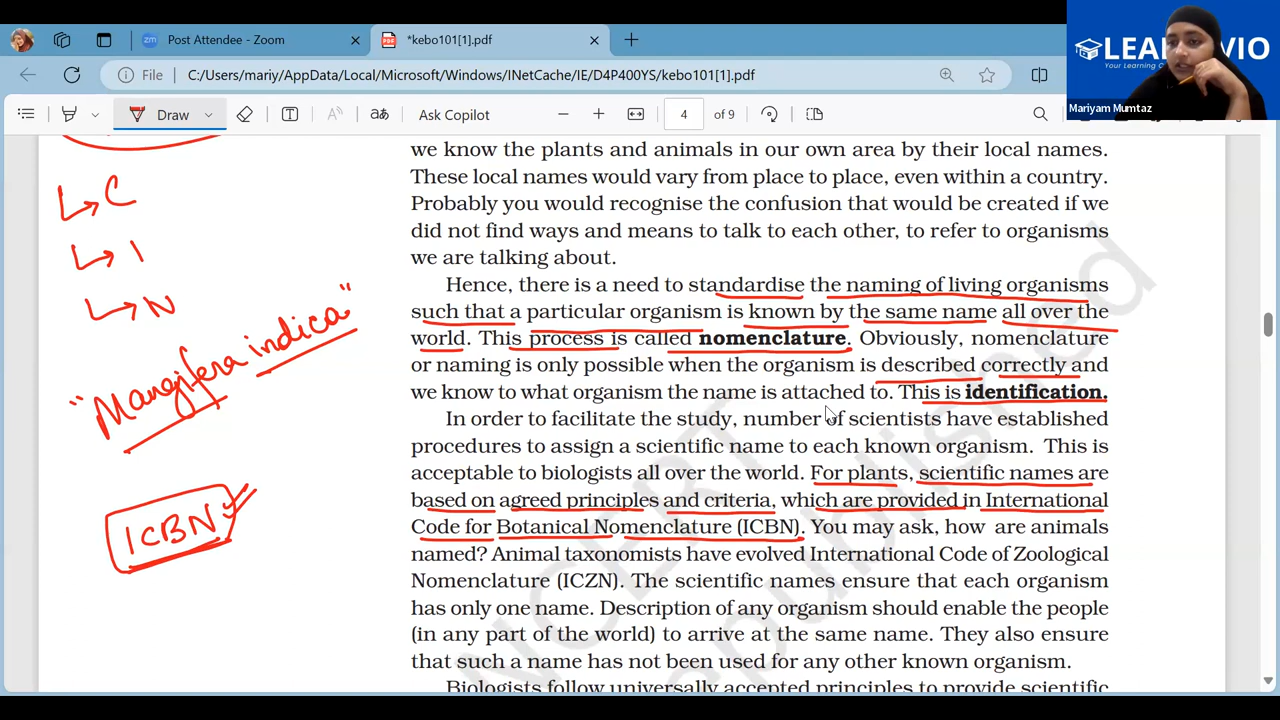 Post Attendee - Zoom
*kebo101[1].pdf
File
C:/Users/mariy/AppData/Local/Microsoft/Windows/INetCache/IE/D4P400YS/kebo101[1].pdf
Draw
Ask Copilot
4 of 9
LEA VIO
Your Learning
Mariyam Mumtaz
C
I
N
"Mangifera indica"
ICBN
we know the plants and animals in our own area by their local names.
These local names would vary from place to place, even within a country.
Probably you would recognise the confusion that would be created if we
did not find ways and means to talk to each other, to refer to organisms
we are talking about.
Hence, there is a need to standardise the naming of living organisms
such that a particular organism is known by the same name all over the
world. This process is called nomenclature. Obviously, nomenclature
or naming is only possible when the organism is described correctly and
we know to what organism the name is attached to. This is identification.
In order to facilitate the study, number of scientists have established
procedures to assign a scientific name to each known organism. This is
acceptable to biologists all over the world. For plants, scientific names are
based on agreed principles and criteria, which are provided in International
Code for Botanical Nomenclature (ICBN). You may ask, how are animals
named? Animal taxonomists have evolved International Code of Zoological
Nomenclature (ICZN). The scientific names ensure that each organism
has only one name. Description of any organism should enable the people
(in any part of the world) to arrive at the same name. They also ensure
that such a name has not been used for any other known organism.
Biologists follow universally accepted principles to provide scientific
NCERT
republished